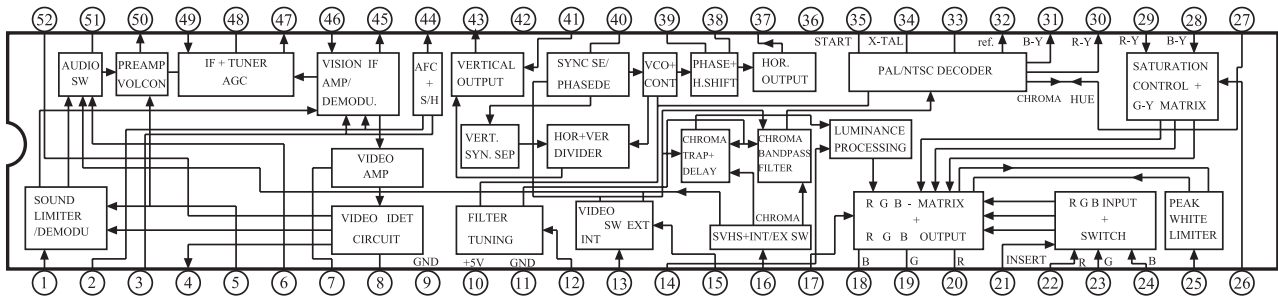 52 51 50 49 48 47 46 45 44 43 42 41 40 39 38 37 36 35 34 33 32 31 30 29 28 27
START X-TAL ref. B-Y R-Y R-Y B-Y
AUDIO
SW
PREAMP
VOLCON
IF + TUNER
AGC
VISION IF
AMP/
DEMODU.
AFC
+
S/H
VERTICAL
OUTPUT
SYNC SE/
PHASEDE
VCO+
CONT
PHASE+
H.SHIFT
HOR.
OUTPUT
PAL/NTSC DECODER
CHROMA HUE
SATURATION
CONTROL +
G-Y MATRIX
VERT.
SYN. SEP
HOR+VER
DIVIDER
CHROMA
TRAP+
DELAY
CHROMA
BANDPASS
FILTER
LUMINANCE
PROCESSING
VIDEO
AMP
SOUND
LIMITER
/DEMODU
VIDEO IDET
CIRCUIT
FILTER
TUNING
VIDEO
SW EXT
INT
CHROMA
SVHS+INT/EX SW
R G B - MATRIX
+
R G B OUTPUT
R G B INPUT
+
SWITCH
PEAK
WHITE
LIMITER
GND +5V GND B G R INSERT R G B
1 2 3 4 5 6 7 8 9 10 11 12 13 14 15 16 17 18 19 20 21 22 23 24 25 26